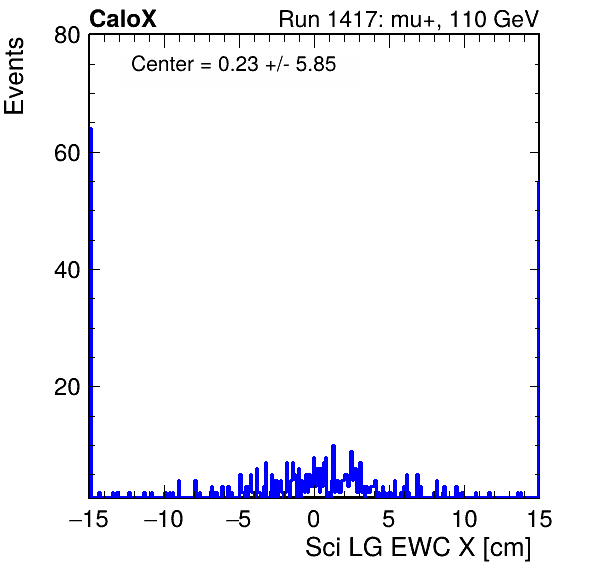 CaloX Run 1417: mu+, 110 GeV
Center = 0.23 +/- 5.85
Events
80
60
40
20
−15 −10 −5 0 5 10 15
Sci LG EWC X [cm]